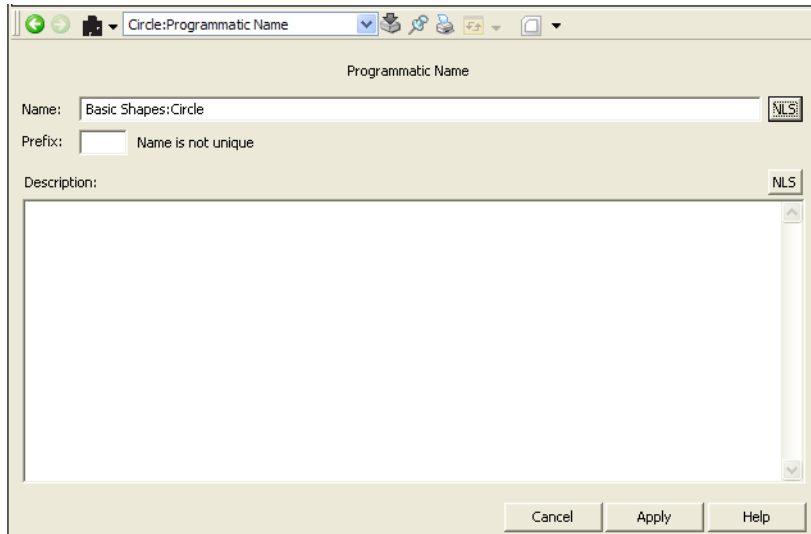 Circle:Programmatic Name
Programmatic Name
Name: Basic Shapes:Circle NLS
Prefix: Name is not unique
Description: NLS
Cancel Apply Help